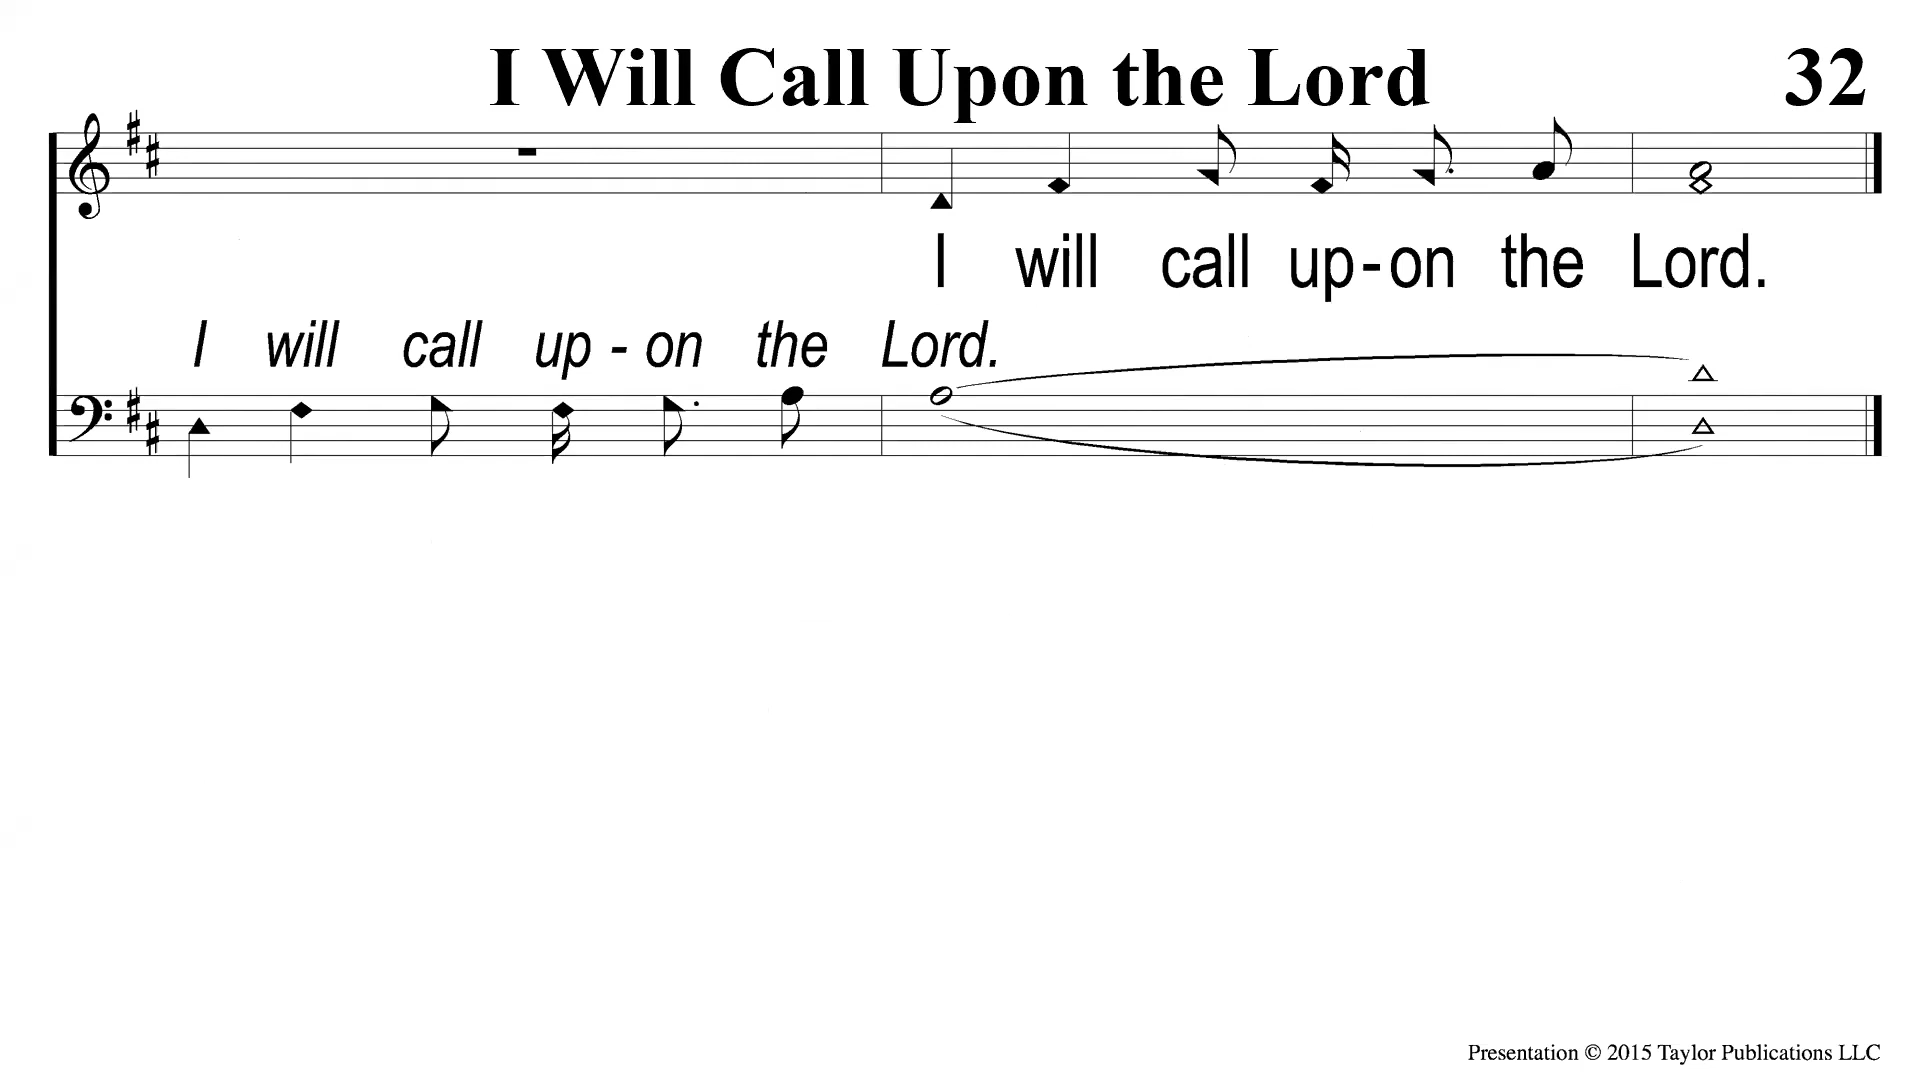 I Will Call Upon the Lord 32
I will call up-on the Lord.
I will call up - on the Lord.
Presentation © 2015 Taylor Publications LLC